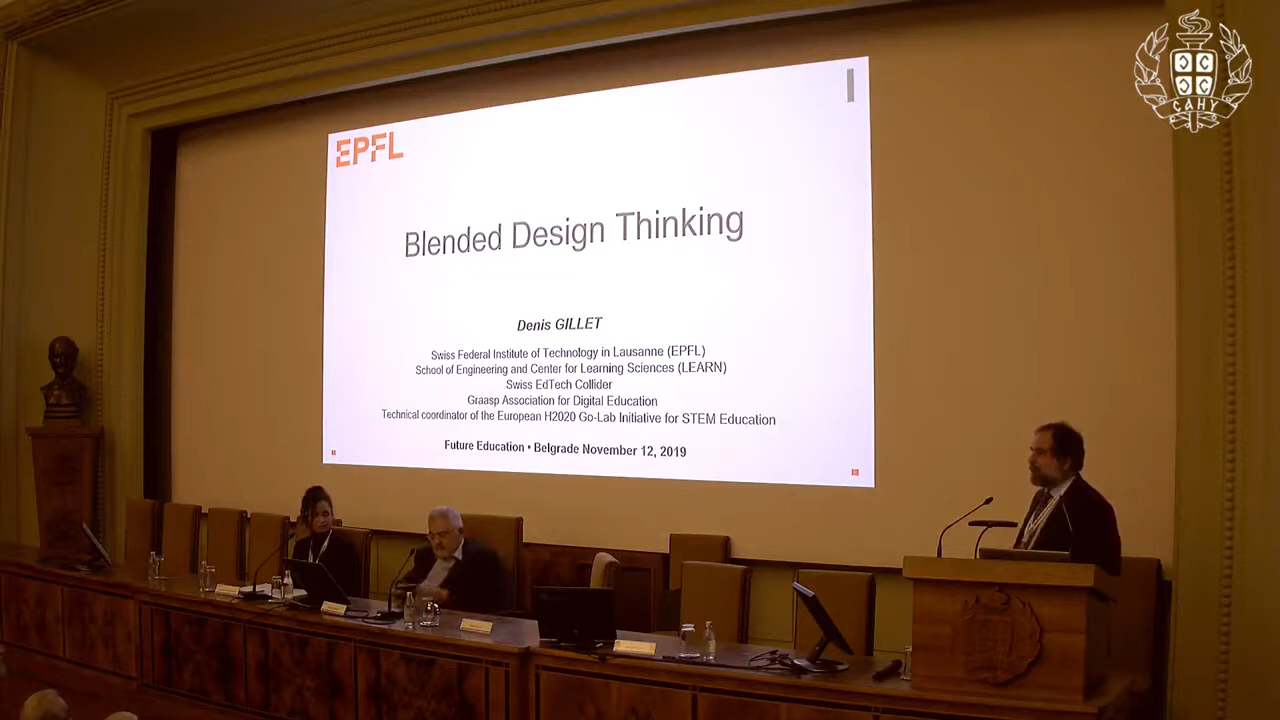 EPFL
Blended Design Thinking
Denis GILLET
Swiss Federal Institute of Technology in Lausanne (EPFL)
School of Engineering and Center for Learning Sciences (LEARN)
Swiss EdTech Collider
Graasp Association for Digital Education
Technical coordinator of the European H2020 Go-Lab Initiative for STEM Education
Future Education • Belgrade November 12, 2019
САНУ